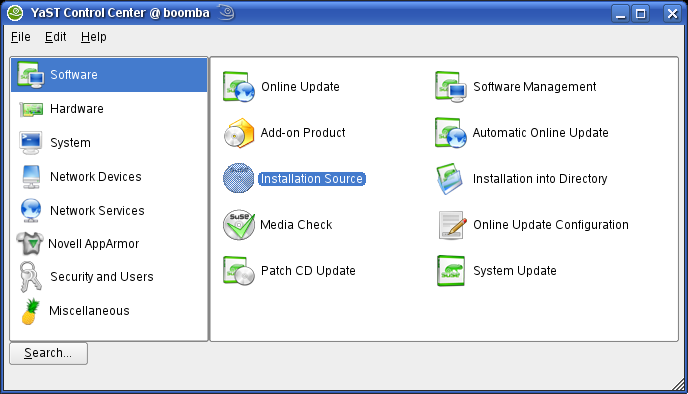 YaST Control Center @ boomba
File Edit Help
Software
Hardware
System
Network Devices
Network Services
Novell AppArmor
Security and Users
Miscellaneous
Online Update
Software Management
Add-on Product
Automatic Online Update
Installation Source
Installation into Directory
Media Check
Online Update Configuration
Patch CD Update
System Update
Search...